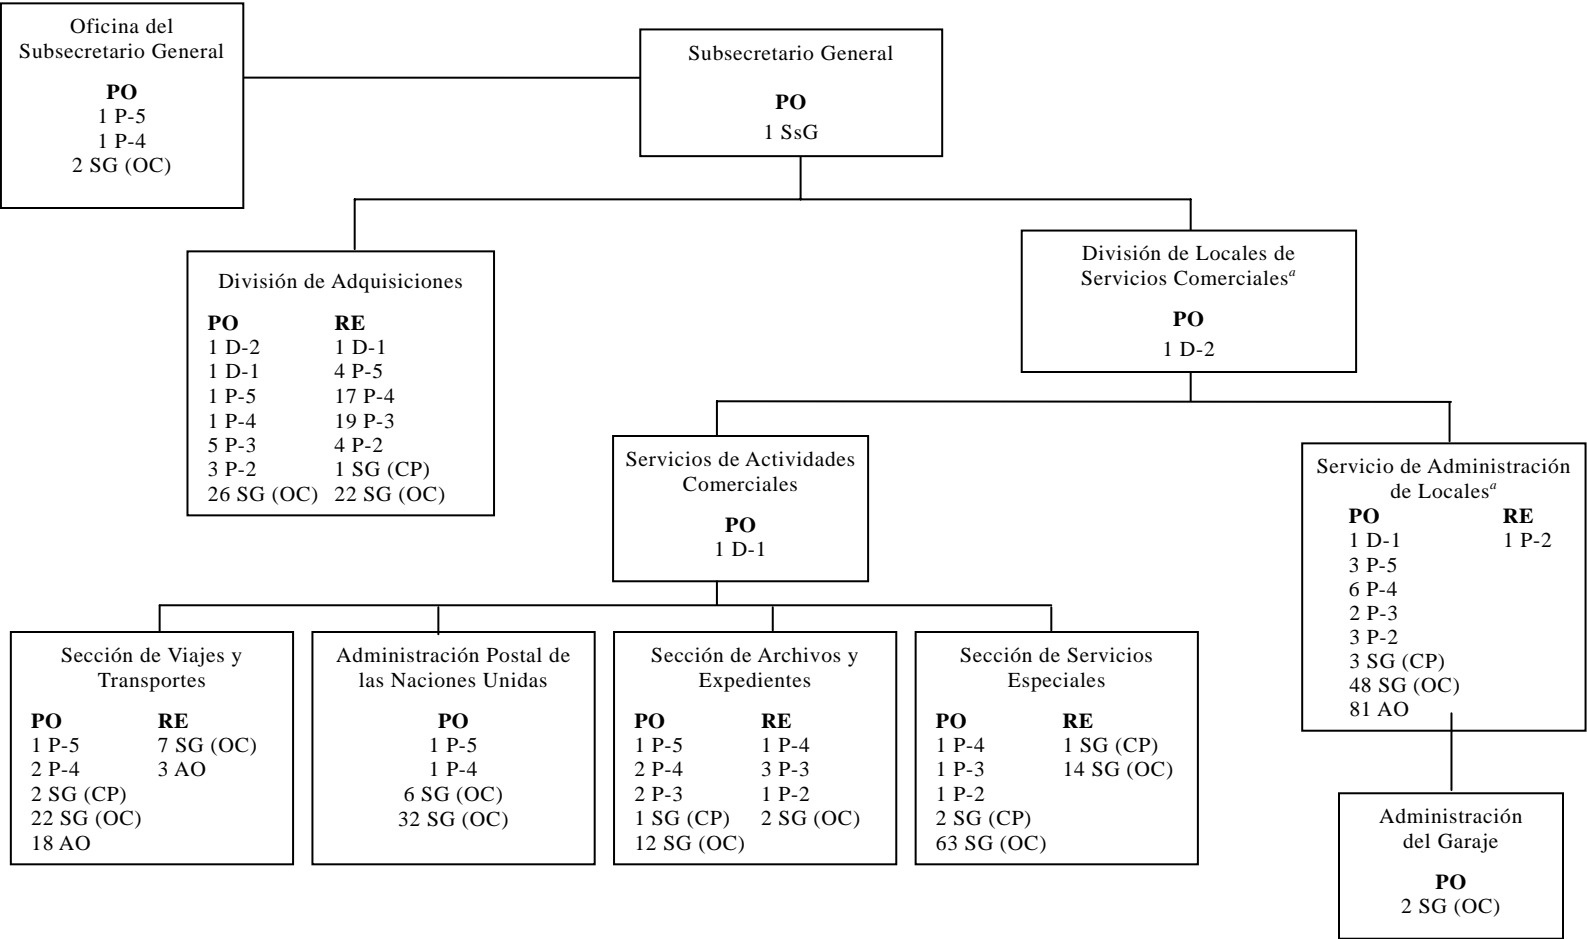 Oficina del
Subsecretario General
PO
1 P-5
1 P-4
2 SG (OC)
Subsecretario General
PO
1 SsG
División de Adquisiciones
PO RE
1 D-2 1 D-1
1 D-1 4 P-5
1 P-5 17 P-4
1 P-4 19 P-3
5 P-3 4 P-2
3 P-2 1 SG (CP)
26 SG (OC) 22 SG (OC)
División de Locales de
Servicios Comerciales^a
PO
1 D-2
Servicios de Actividades
Comerciales
PO
1 D-1
Servicio de Administración
de Locales^a
PO RE
1 D-1 1 P-2
3 P-5
6 P-4
2 P-3
3 P-2
3 SG (CP)
48 SG (OC)
81 AO
Sección de Viajes y
Transportes
PO RE
1 P-5 7 SG (OC)
2 P-4 3 AO
2 SG (CP)
22 SG (OC)
18 AO
Administración Postal de
las Naciones Unidas
PO
1 P-5
1 P-4
6 SG (OC)
32 SG (OC)
Sección de Archivos y
Expedientes
PO RE
1 P-5 1 P-4
2 P-4 3 P-3
2 P-3 1 P-2
1 SG (CP) 2 SG (OC)
12 SG (OC)
Sección de Servicios
Especiales
PO RE
1 P-4 1 SG (CP)
1 P-3 14 SG (OC)
1 P-2
2 SG (CP)
63 SG (OC)
Administración
del Garaje
PO
2 SG (OC)